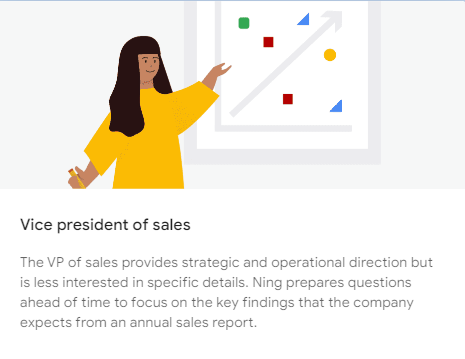 Vice president of sales
The VP of sales provides strategic and operational direction but
is less interested in specific details. Ning prepares questions
ahead of time to focus on the key findings that the company
expects from an annual sales report.